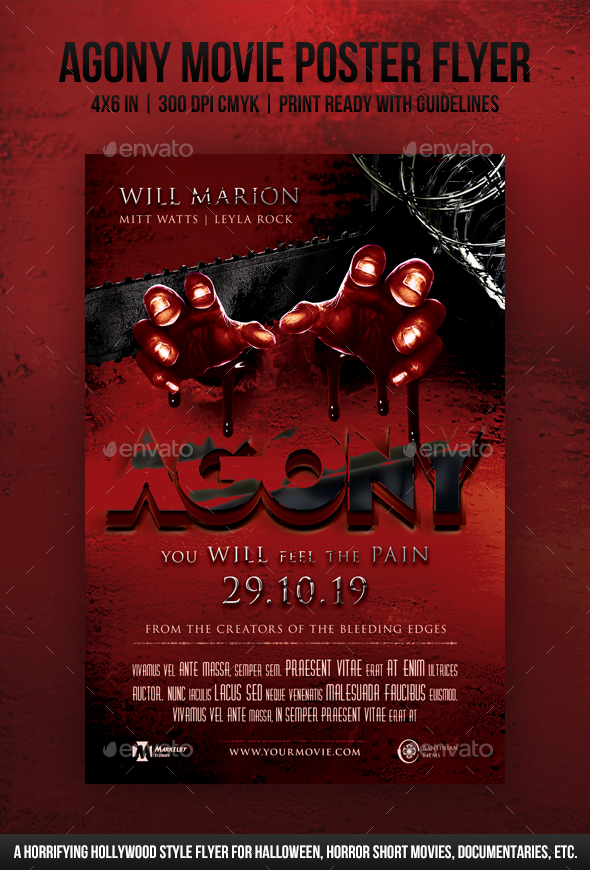 AGONY MOVIE POSTER FLYER
4X6 IN | 300 DPI CMYK | PRINT READY WITH GUIDELINES
envato envato
WILL MARION
MITT WATTS | LEYLA ROCK
envato envato
AGONY
YOU WILL FEEL THE PAIN
29.10.19
FROM THE CREATORS OF THE BLEEDING EDGES
VIVAMUS VEL ANTE MASSA, SEMPER SEM. PRAESENT VITAE ERAT AT ENIM ULTRICES
AUCTOR. NUNC IACULIS LACUS SED NEQUE VENENATIS MALESUADA FAUCIBUS EUISMOD.
VIVAMUS VEL ANTE MASSA, IN SEMPER PRAESENT VITAE ERAT AT
envato envato
MARKELBY
STUDIOS
WWW.YOURMOVIE.COM
FILMS
A HORRIFYING HOLLYWOOD STYLE FLYER FOR HALLOWEEN, HORROR SHORT MOVIES, DOCUMENTARIES, ETC.